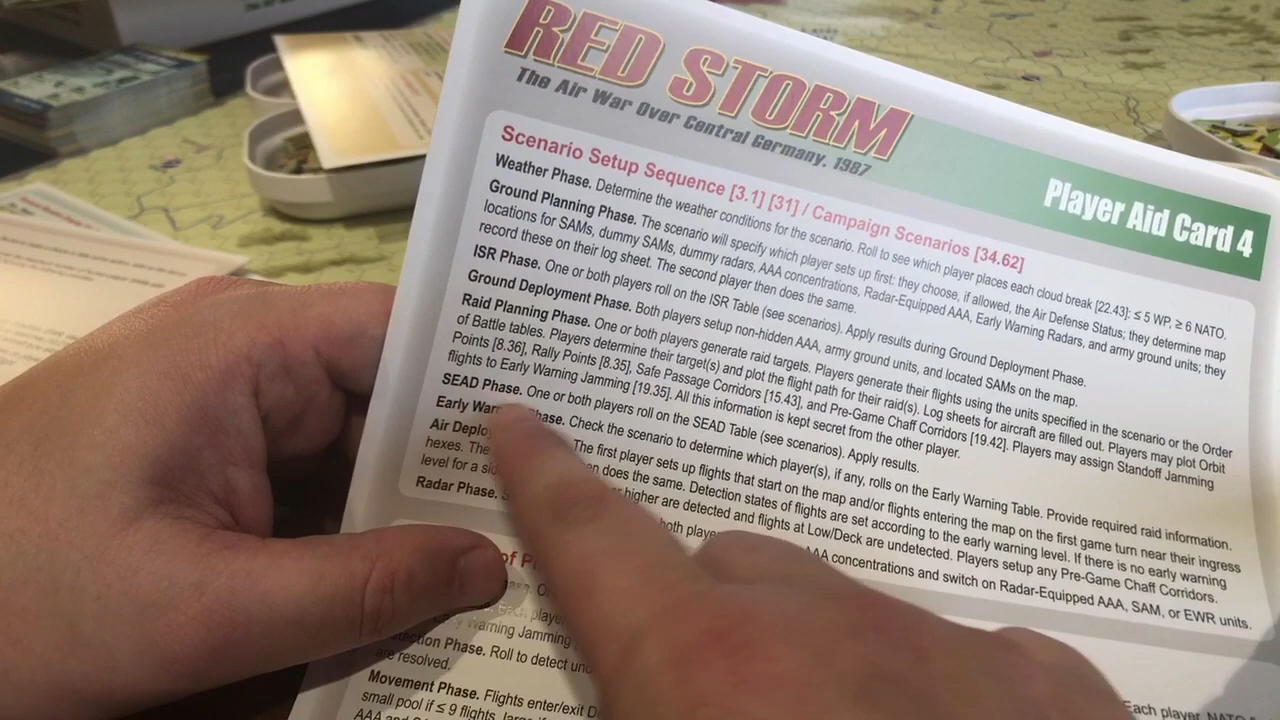 RED STORM
The Air War Over Central Germany, 1987
Player Aid Card 4
Scenario Setup Sequence [3.1] [31] / Campaign Scenarios [34.62]
Weather Phase. Determine the weather conditions for the scenario. Roll to see which player places each cloud break [22.43]: ≤ 5 WP, ≥ 6 NATO.
Ground Planning Phase. The scenario will specify which player sets up first: they choose, if allowed, the Air Defense Status; they determine map
locations for SAMs, dummy SAMs, dummy radars, AAA concentrations, Radar-Equipped AAA, Early Warning Radars, and army ground units; they
record these on their log sheet. The second player then does the same.
ISR Phase. One or both players roll on the ISR Table (see scenarios). Apply results during Ground Deployment Phase.
Ground Deployment Phase. Both players setup non-hidden AAA, army ground units, and located SAMs on the map.
Raid Planning Phase. One or both players generate raid targets. Players generate their flights using the units specified in the scenario or the Order
of Battle tables. Players determine their target(s) and plot the flight path for their raid(s). Log sheets for aircraft are filled out. Players may plot Orbit
Points [8.36], Rally Points [8.35], Safe Passage Corridors [15.43], and Pre-Game Chaff Corridors [19.42]. Players may assign Standoff Jamming
flights to Early Warning Jamming [19.35]. All this information is kept secret from the other player.
SEAD Phase. One or both players roll on the SEAD Table (see scenarios). Apply results.
Early War Phase. Check the scenario to determine which player(s), if any, rolls on the Early Warning Table. Provide required raid information.
Air Deplo The first player sets up flights that start on the map and/or flights entering the map on the first game turn near their ingress
hexes. The en does the same. Detection states of flights are set according to the early warning level. If there is no early warning
level for a si or higher are detected and flights at Low/Deck are undetected. Players setup any Pre-Game Chaff Corridors.
Radar Phase. both player AAA concentrations and switch on Radar-Equipped AAA, SAM, or EWR units.
of P
Each player
Early Warning Jamming
Detection Phase. Roll to detect und
are resolved.
Movement Phase. Flights enter/exit D
small pool if ≤ 9 flights, large if
AAA and
Each player, NATO